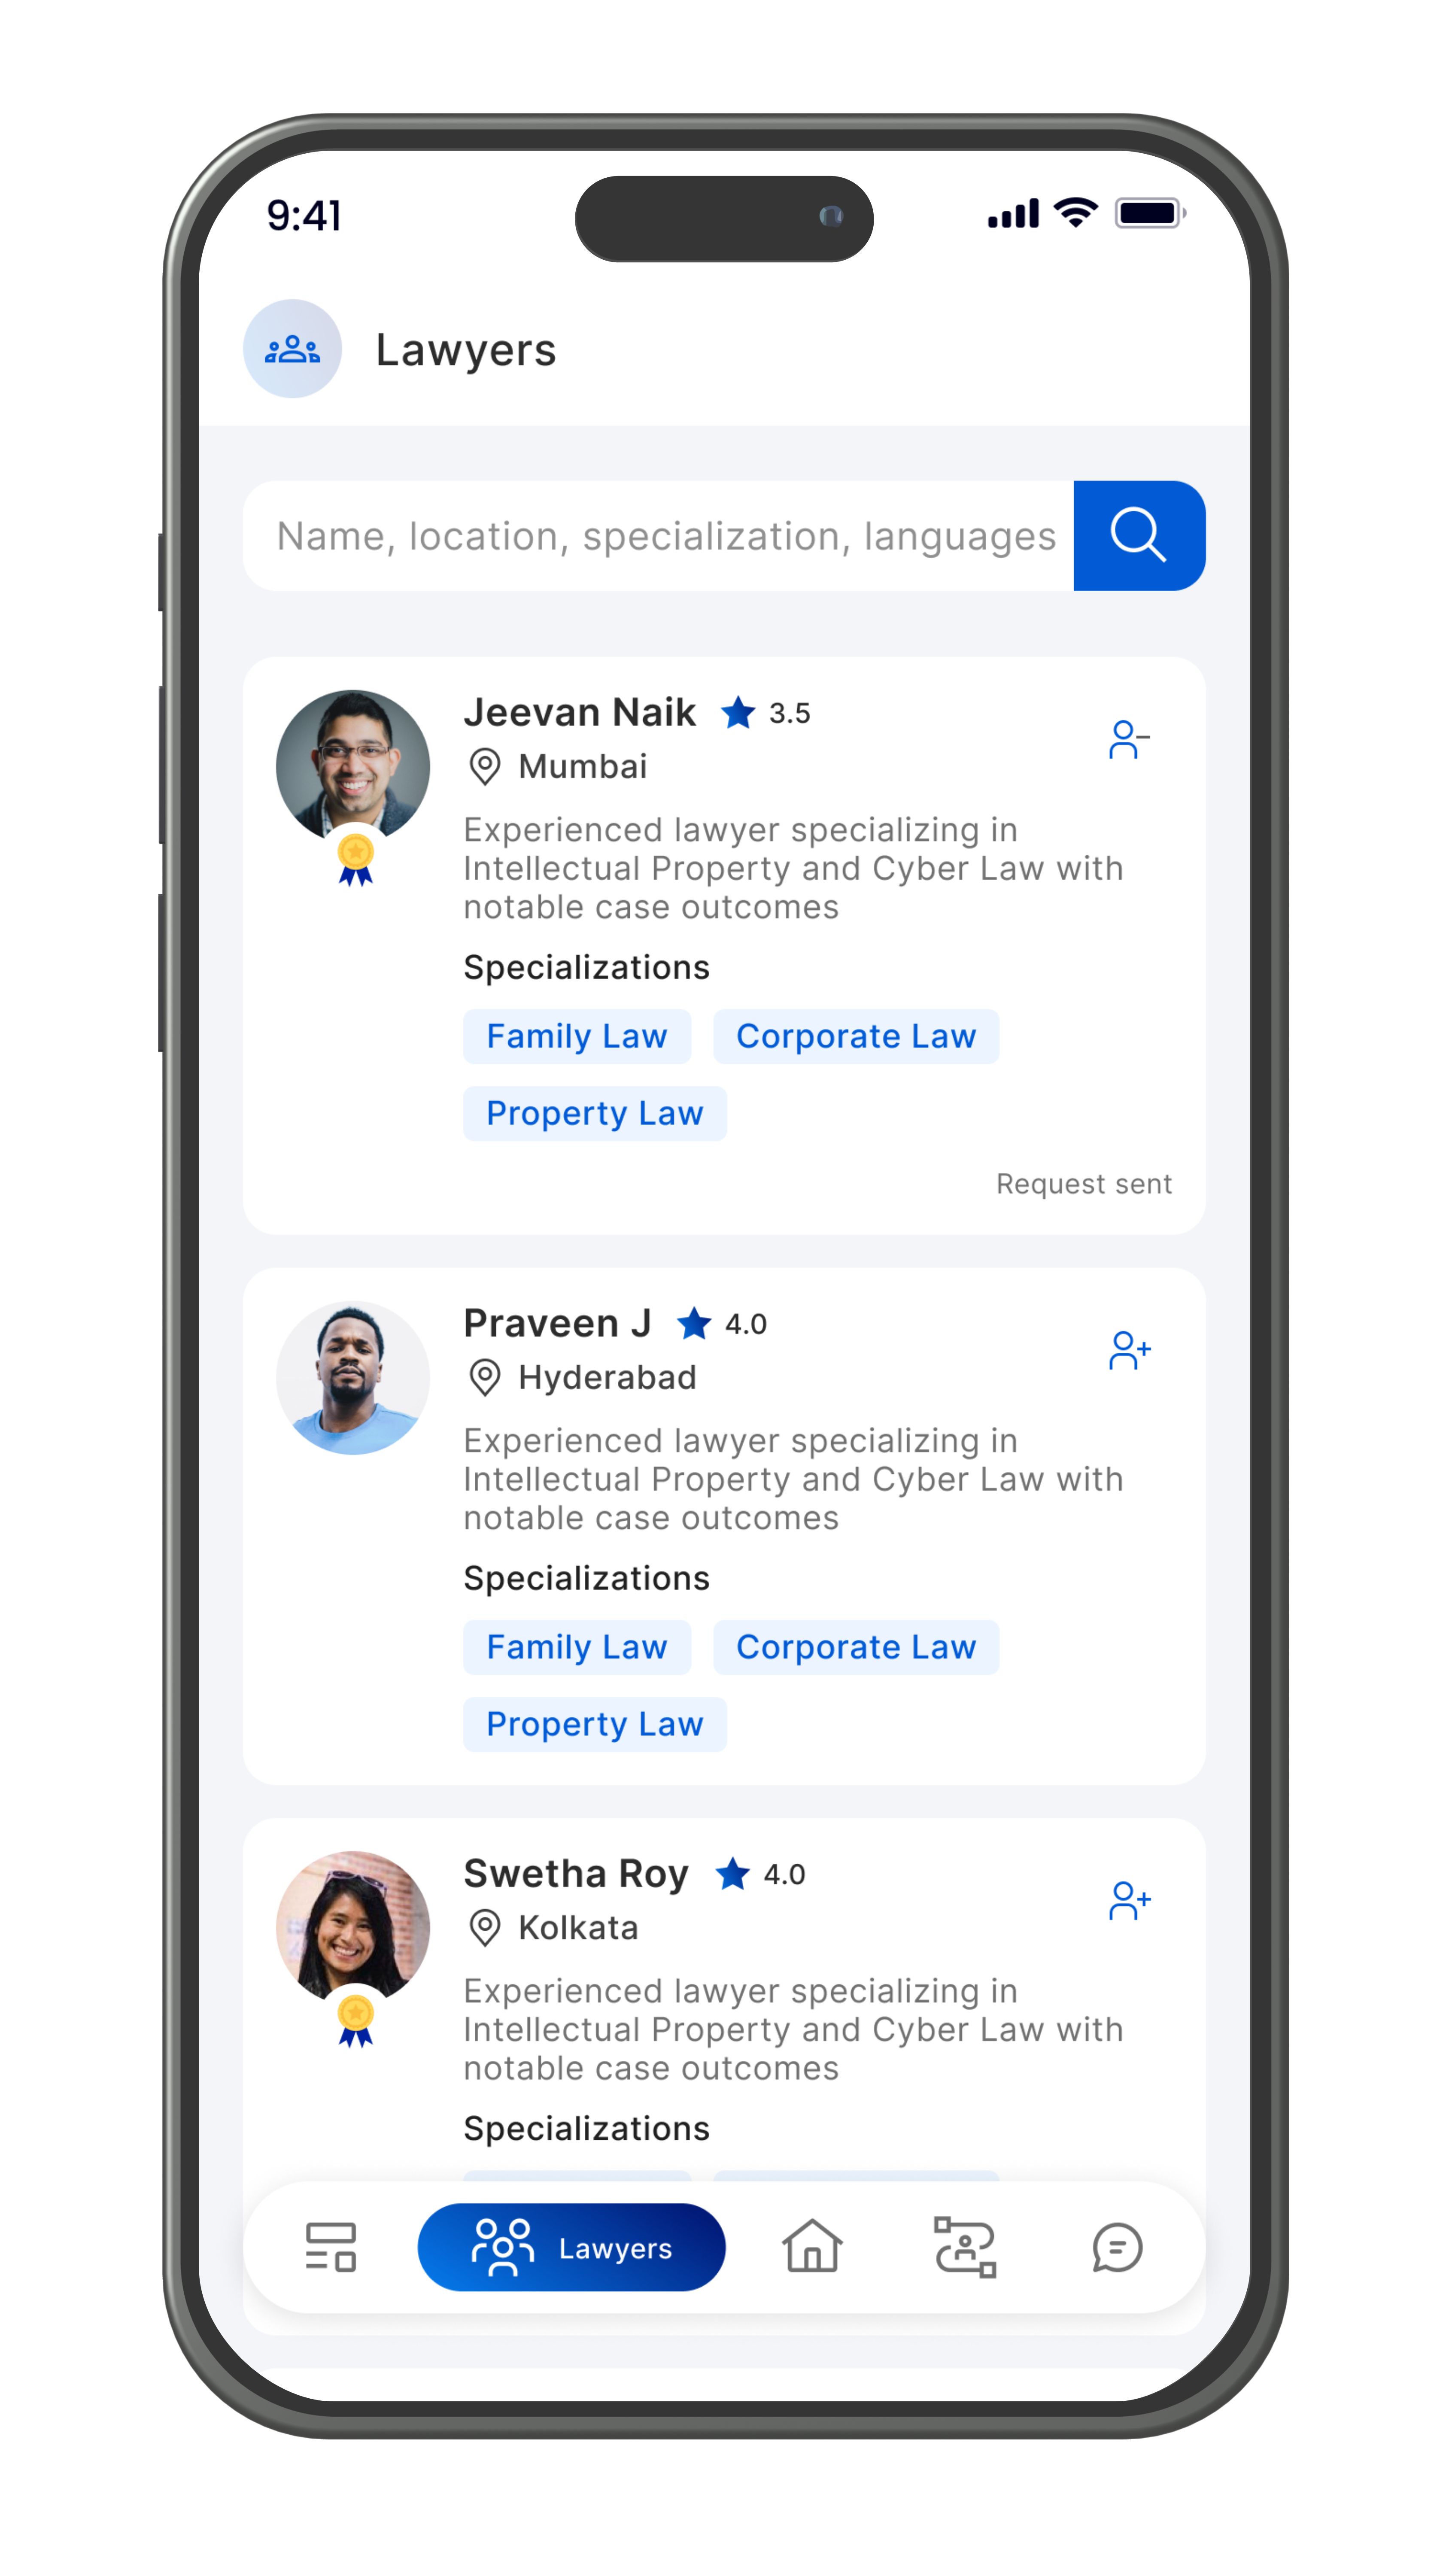 9:41
Lawyers
Name, location, specialization, languages
Jeevan Naik 3.5
Mumbai
Experienced lawyer specializing in
Intellectual Property and Cyber Law with
notable case outcomes
Specializations
Family Law Corporate Law
Property Law
Request sent
Praveen J 4.0
Hyderabad
Experienced lawyer specializing in
Intellectual Property and Cyber Law with
notable case outcomes
Specializations
Family Law Corporate Law
Property Law
Swetha Roy 4.0
Kolkata
Experienced lawyer specializing in
Intellectual Property and Cyber Law with
notable case outcomes
Specializations
Lawyers